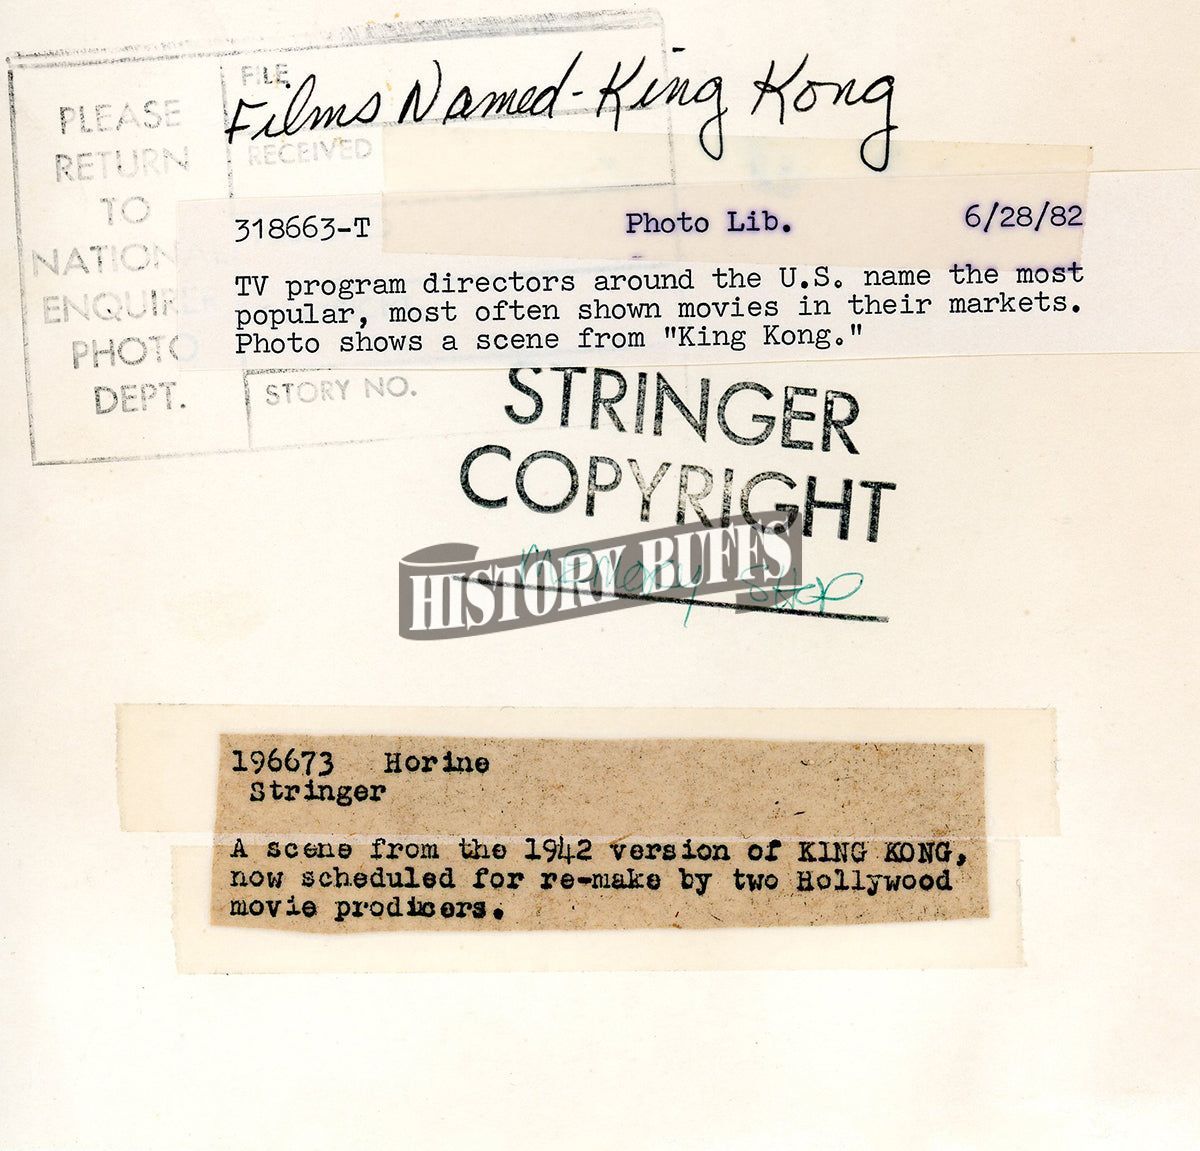 Films Named - King Kong
PLEASE
RETURN
TO
NATIONAL
ENQUIRER
PHOTO
DEPT.
FILE
RECEIVED
STORY NO.
318663-T Photo Lib. 6/28/82
TV program directors around the U.S. name the most
popular, most often shown movies in their markets.
Photo shows a scene from "King Kong."
STRINGER
COPYRIGHT
Memory Shop
HISTORY BUFFS
196673 Horine
Stringer
A scene from the 1942 version of KING KONG,
now scheduled for re-make by two Hollywood
movie producers.